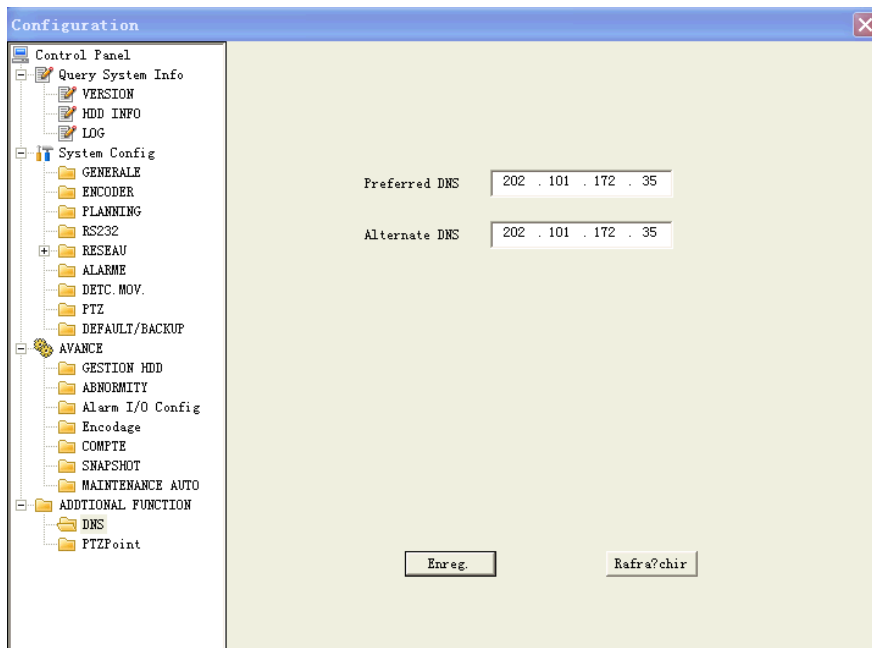 Configuration
Control Panel
Query System Info
VERSION
HDD INFO
LOG
System Config
GENERALE
ENCODER
PLANNING
RS232
RESEAU
ALARME
DETC.MOV.
PTZ
DEFAULT/BACKUP
AVANCE
GESTION HDD
ABNORMITY
Alarm I/O Config
Encodage
COMPTE
SNAPSHOT
MAINTENANCE AUTO
ADDTIONAL FUNCTION
DNS
PTZPoint
Preferred DNS 202 . 101 . 172 . 35
Alternate DNS 202 . 101 . 172 . 35
Enreg. Rafra?chir